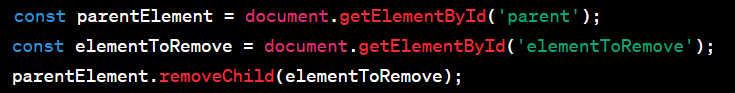 const parentElement = document.getElementById('parent');
const elementToRemove = document.getElementById('elementToRemove');
parentElement.removeChild(elementToRemove);